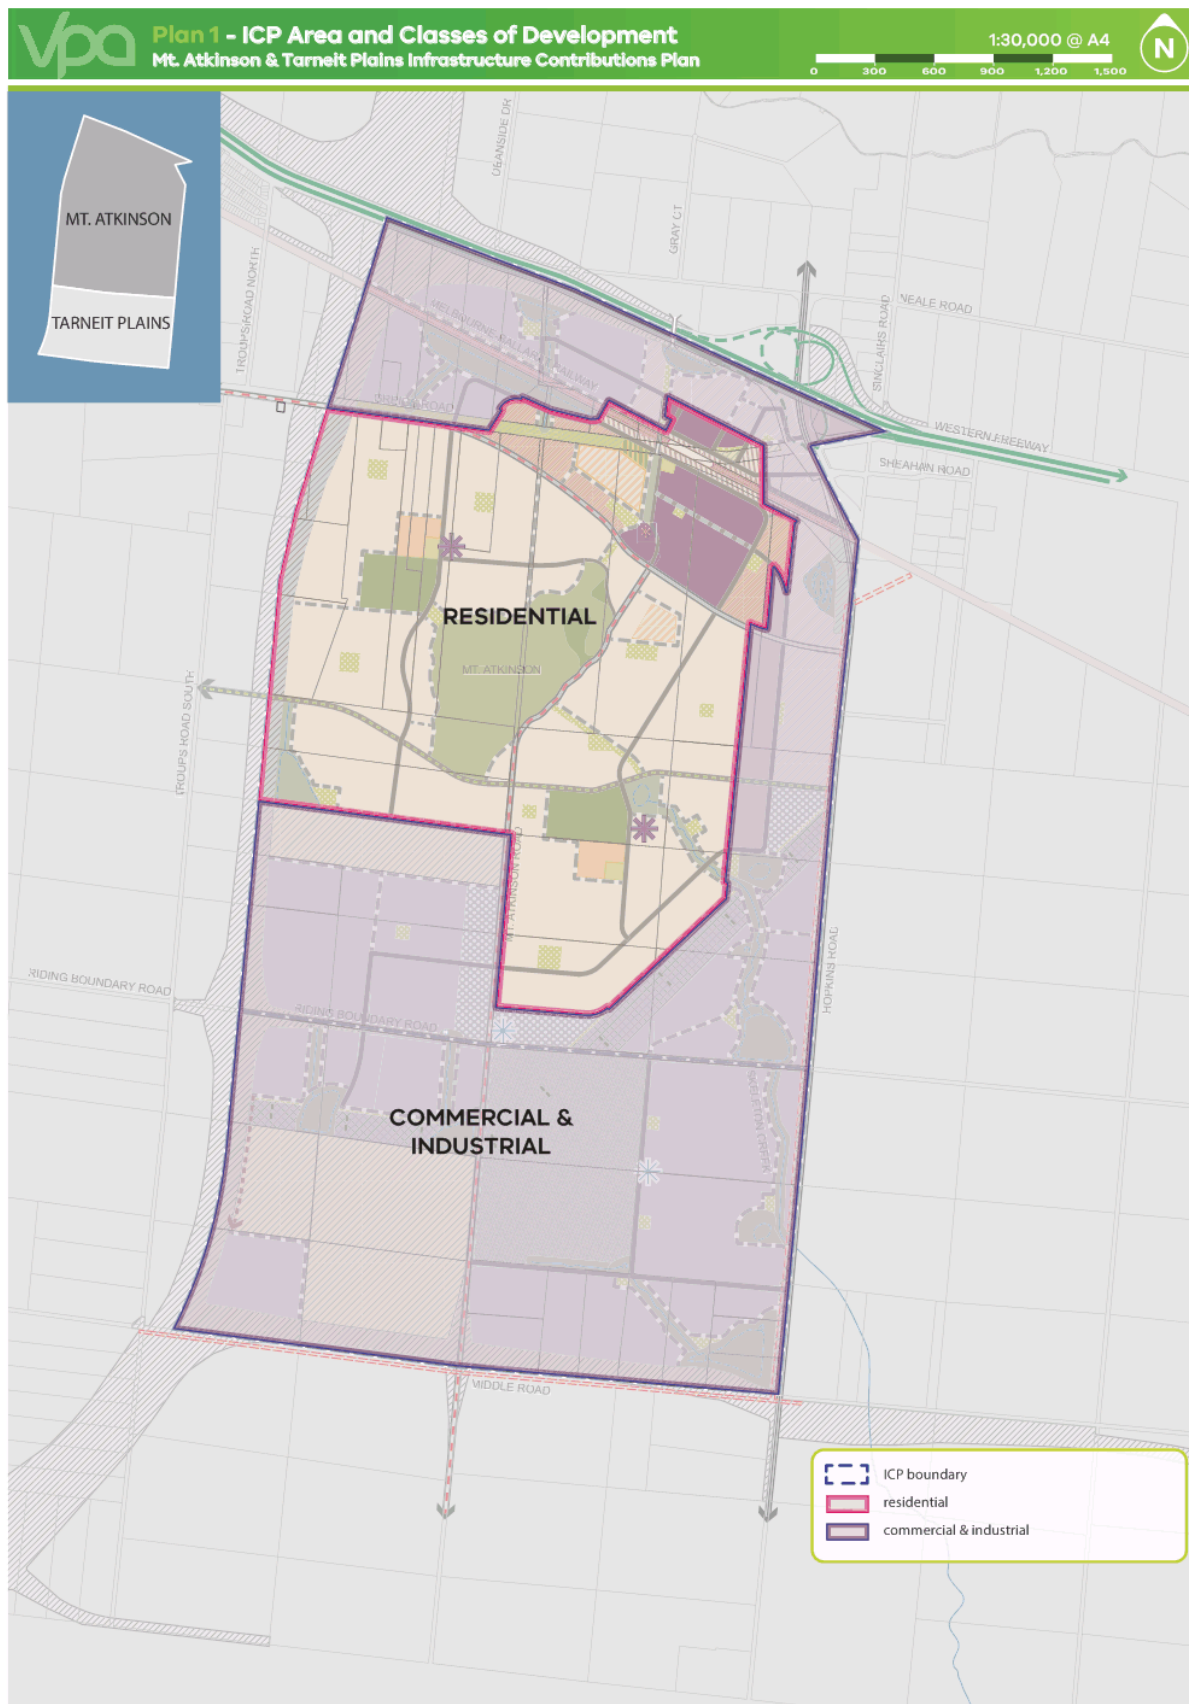 vpa
Plan 1 - ICP Area and Classes of Development
Mt. Atkinson & Tarneit Plains Infrastructure Contributions Plan
1:30,000 @ A4
0 300 600 900 1,200 1,500
N
MT. ATKINSON
TARNEIT PLAINS
TROUPS ROAD NORTH
GRAY CT
NEALE ROAD
SINCLAIRS ROAD
MELBOURNE-BALLARAT RAILWAY
WESTERN FREEWAY
SHEAHAN ROAD
RESIDENTIAL
MT. ATKINSON
TROUPS ROAD SOUTH
MT. ATKINSON ROAD
HOPKINS ROAD
RIDING BOUNDARY ROAD
RIDING BOUNDARY ROAD
COMMERCIAL &
INDUSTRIAL
MIDDLE ROAD
ICP boundary
residential
commercial & industrial